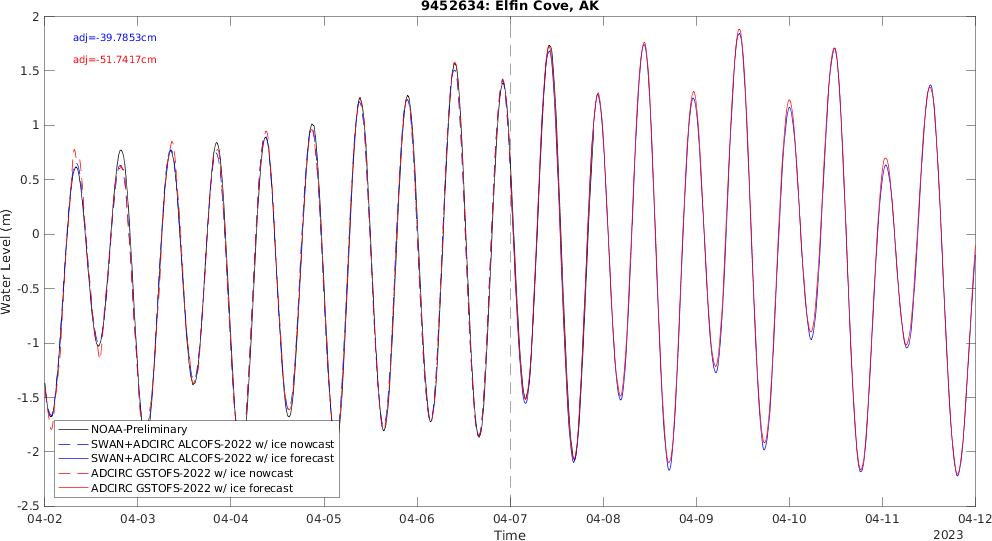 9452634: Elfin Cove, AK
adj=-39.7853cm
adj=-51.7417cm
Water Level (m)
2
1.5
1
0.5
0
-0.5
-1
-1.5
-2
-2.5
NOAA-Preliminary
SWAN+ADCIRC ALCOFS-2022 w/ ice nowcast
SWAN+ADCIRC ALCOFS-2022 w/ ice forecast
ADCIRC GSTOFS-2022 w/ ice nowcast
ADCIRC GSTOFS-2022 w/ ice forecast
04-02 04-03 04-04 04-05 04-06 04-07 04-08 04-09 04-10 04-11 04-12
Time
2023